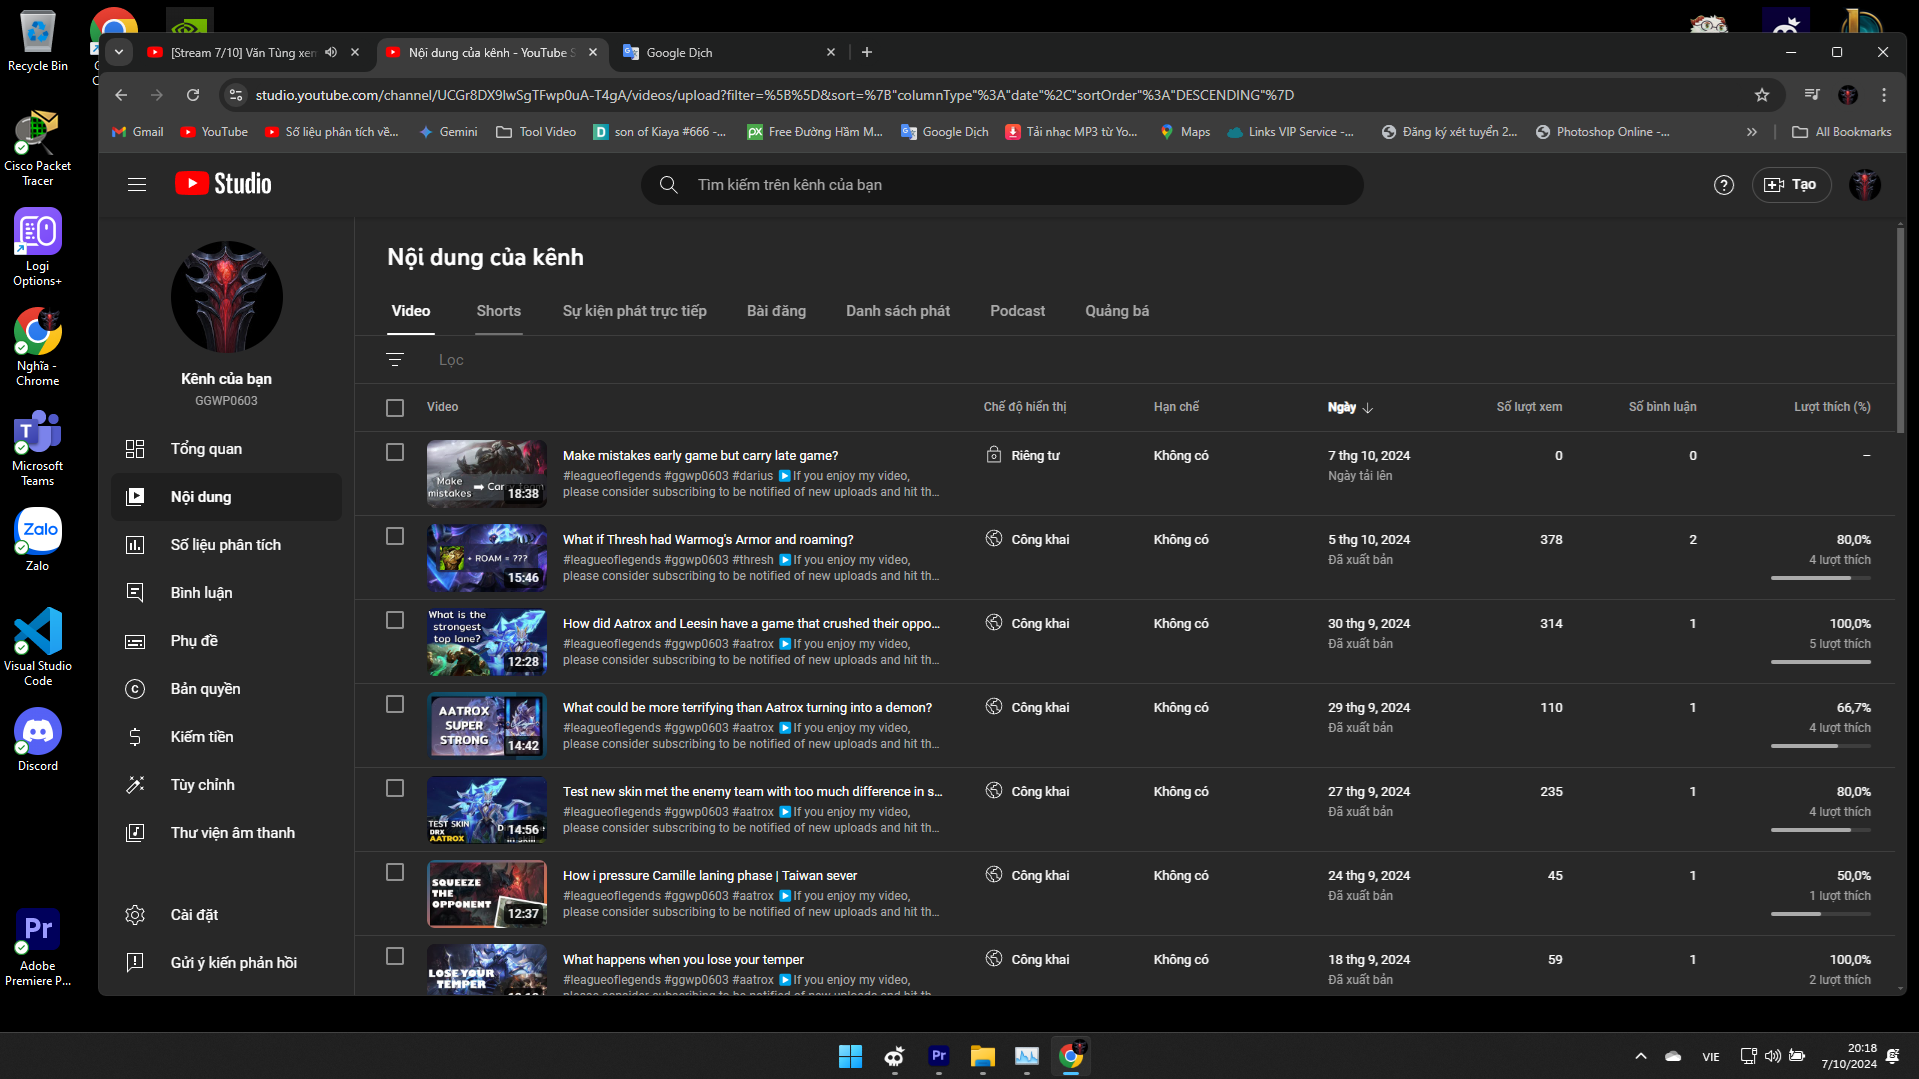 Recycle Bin
Cisco Packet
Tracer
Logi
Options+
Nghĩa -
Chrome
Microsoft
Teams
Zalo
Zalo
Visual Studio
Code
Discord
Pr
Adobe
Premiere P...
[Stream 7/10] Văn Tùng xem
Nội dung của kênh - YouTube S
Google Dịch
studio.youtube.com/channel/UCGr8DX9lwSgTFwp0uA-T4gA/videos/upload?filter=%5B%5D&sort=%7B"columnType"%3A"date"%2C"sortOrder"%3A"DESCENDING"%7D
Gmail
YouTube
Số liệu phân tích về...
Gemini
Tool Video
son of Kiaya #666 -...
Free Đường Hầm M...
Google Dịch
Tải nhạc MP3 từ Yo...
Maps
Links VIP Service -...
Đăng ký xét tuyển 2...
Photoshop Online -...
All Bookmarks
Studio
Tìm kiếm trên kênh của bạn
Tạo
Kênh của bạn
GGWP0603
Tổng quan
Nội dung
Số liệu phân tích
Bình luận
Phụ đề
Bản quyền
Kiếm tiền
Tùy chỉnh
Thư viện âm thanh
Cài đặt
Gửi ý kiến phản hồi
Nội dung của kênh
Video Shorts Sự kiện phát trực tiếp Bài đăng Danh sách phát Podcast Quảng bá
Lọc
Video Chế độ hiển thị Hạn chế Ngày Số lượt xem Số bình luận Lượt thích (%)
Make
mistakes
18:38
Make mistakes early game but carry late game? Riêng tư Không có 7 thg 10, 2024 0 0 –
#leagueoflegends #ggwp0603 #darius ▶️If you enjoy my video, Ngày tải lên
please consider subscribing to be notified of new uploads and hit th...
+ ROAM = ???
15:46
What if Thresh had Warmog's Armor and roaming? Công khai Không có 5 thg 10, 2024 378 2 80,0%
#leagueoflegends #ggwp0603 #thresh ▶️If you enjoy my video, Đã xuất bản 4 lượt thích
please consider subscribing to be notified of new uploads and hit th...
What is the
strongest
top lane?
12:28
How did Aatrox and Leesin have a game that crushed their oppo... Công khai Không có 30 thg 9, 2024 314 1 100,0%
#leagueoflegends #ggwp0603 #aatrox ▶️If you enjoy my video, Đã xuất bản 5 lượt thích
please consider subscribing to be notified of new uploads and hit th...
AATROX
SUPER
STRONG
14:42
What could be more terrifying than Aatrox turning into a demon? Công khai Không có 29 thg 9, 2024 110 1 66,7%
#leagueoflegends #ggwp0603 #aatrox ▶️If you enjoy my video, Đã xuất bản 4 lượt thích
please consider subscribing to be notified of new uploads and hit th...
TEST SKIN
DRX
AATROX
14:56
Test new skin met the enemy team with too much difference in s... Công khai Không có 27 thg 9, 2024 235 1 80,0%
#leagueoflegends #ggwp0603 #aatrox ▶️If you enjoy my video, Đã xuất bản 4 lượt thích
please consider subscribing to be notified of new uploads and hit th...
SQUEEZE
THE
OPPONENT
12:37
How i pressure Camille laning phase | Taiwan sever Công khai Không có 24 thg 9, 2024 45 1 50,0%
#leagueoflegends #ggwp0603 #aatrox ▶️If you enjoy my video, Đã xuất bản 1 lượt thích
please consider subscribing to be notified of new uploads and hit th...
LOSE YOUR
TEMPER
What happens when you lose your temper Công khai Không có 18 thg 9, 2024 59 1 100,0%
#leagueoflegends #ggwp0603 #aatrox ▶️If you enjoy my video, Đã xuất bản 2 lượt thích
please consider subscribing to be notified of new uploads and hit th...
Pr
VIE
20:18
7/10/2024